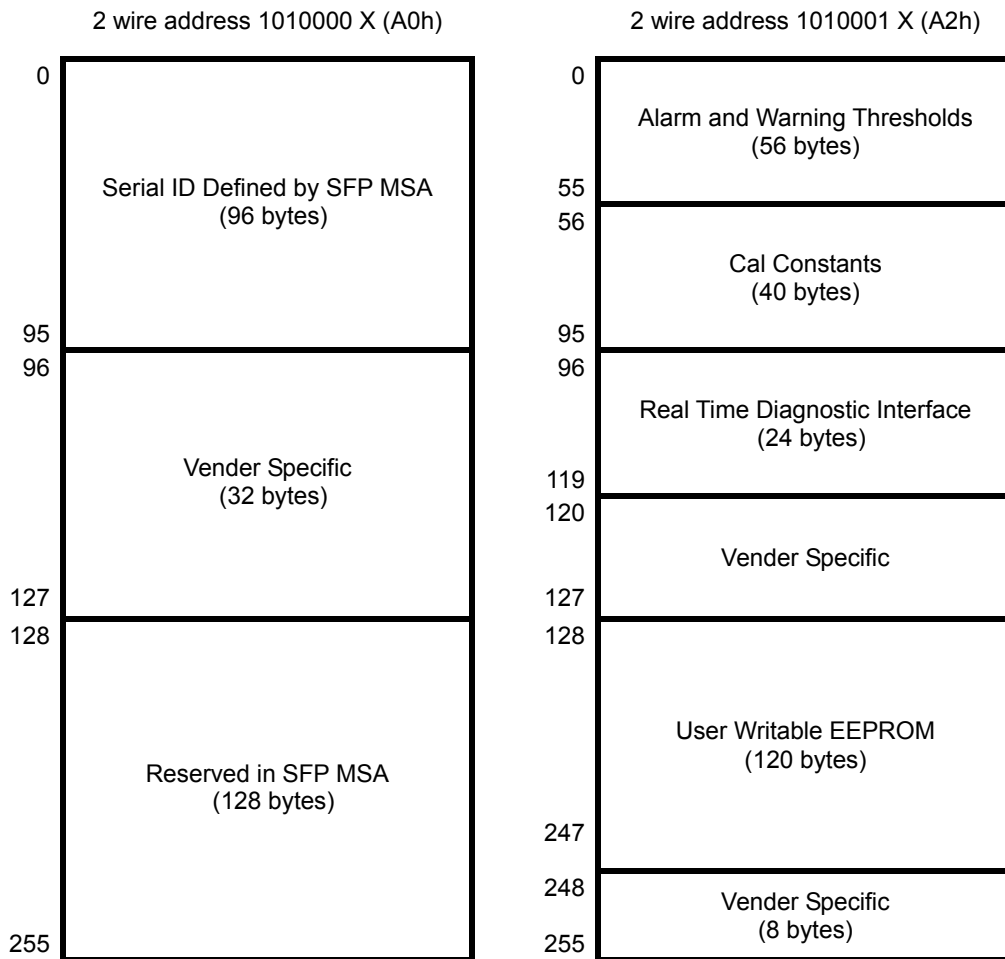 2 wire address 1010000 X (A0h)
0
Serial ID Defined by SFP MSA
(96 bytes)
95
96
Vender Specific
(32 bytes)
127
128
Reserved in SFP MSA
(128 bytes)
255
2 wire address 1010001 X (A2h)
0
Alarm and Warning Thresholds
(56 bytes)
55
56
Cal Constants
(40 bytes)
95
96
Real Time Diagnostic Interface
(24 bytes)
119
120
Vender Specific
127
128
User Writable EEPROM
(120 bytes)
247
248
Vender Specific
(8 bytes)
255